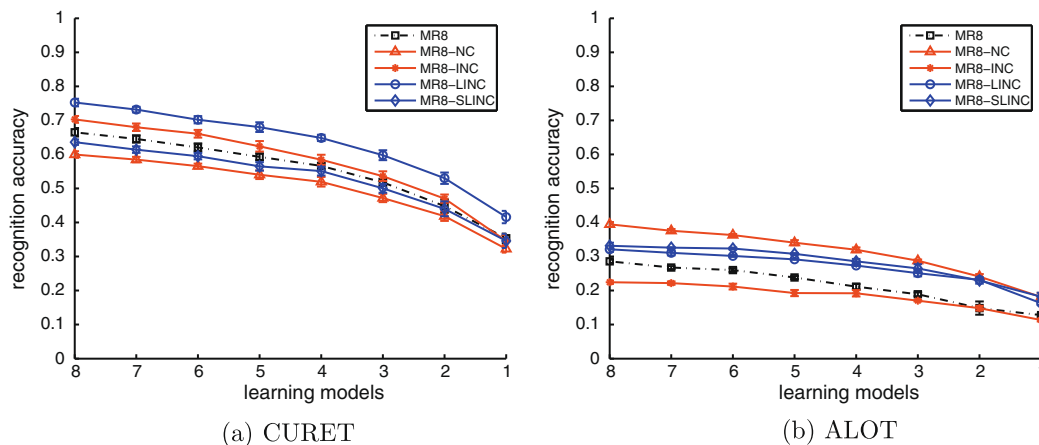 1
0.9
0.8
0.7
0.6
0.5
0.4
0.3
0.2
0.1
0
recognition accuracy
MR8
MR8−NC
MR8−INC
MR8−LINC
MR8−SLINC
8 7 6 5 4 3 2 1
learning models
(a) CURET
1
0.9
0.8
0.7
0.6
0.5
0.4
0.3
0.2
0.1
0
recognition accuracy
MR8
MR8−NC
MR8−INC
MR8−LINC
MR8−SLINC
8 7 6 5 4 3 2
learning models
(b) ALOT